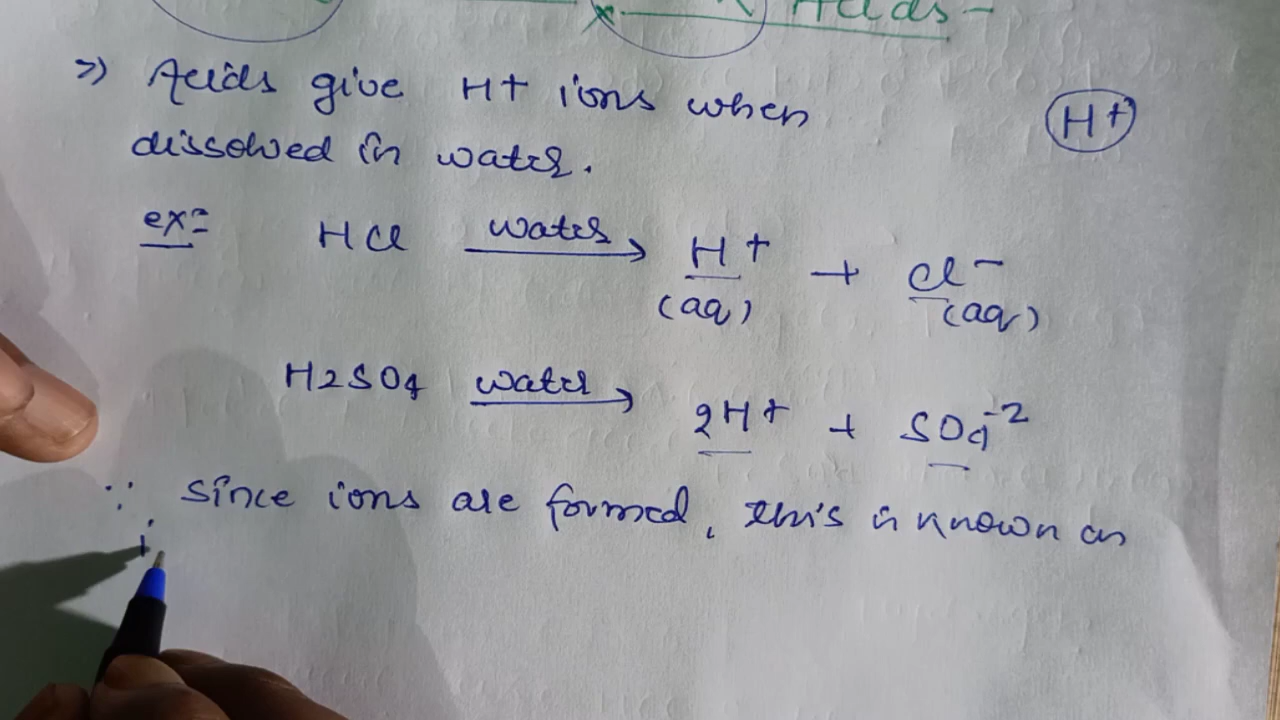 Acids-
=> Acids give H+ ions when H+
dissolved in water.
ex= HCl water → H+ + Cl-
(aq) (aq)
H2SO4 water → 2H+ + SO4-2
∵ Since ions are formed, this is known as
i